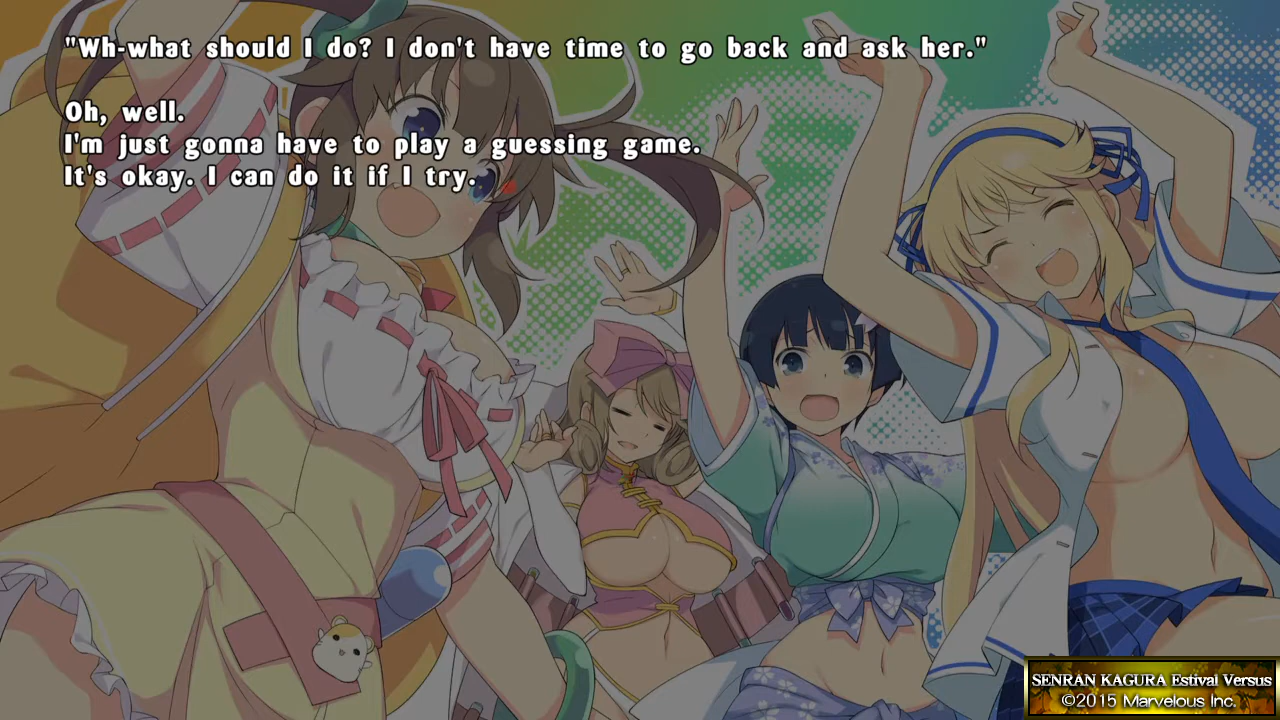 "Wh-what should I do? I don't have time to go back and ask her."
Oh, well.
I'm just gonna have to play a guessing game.
It's okay. I can do it if I try.
SENRAN KAGURA Estival Versus
©2015 Marvelous Inc.